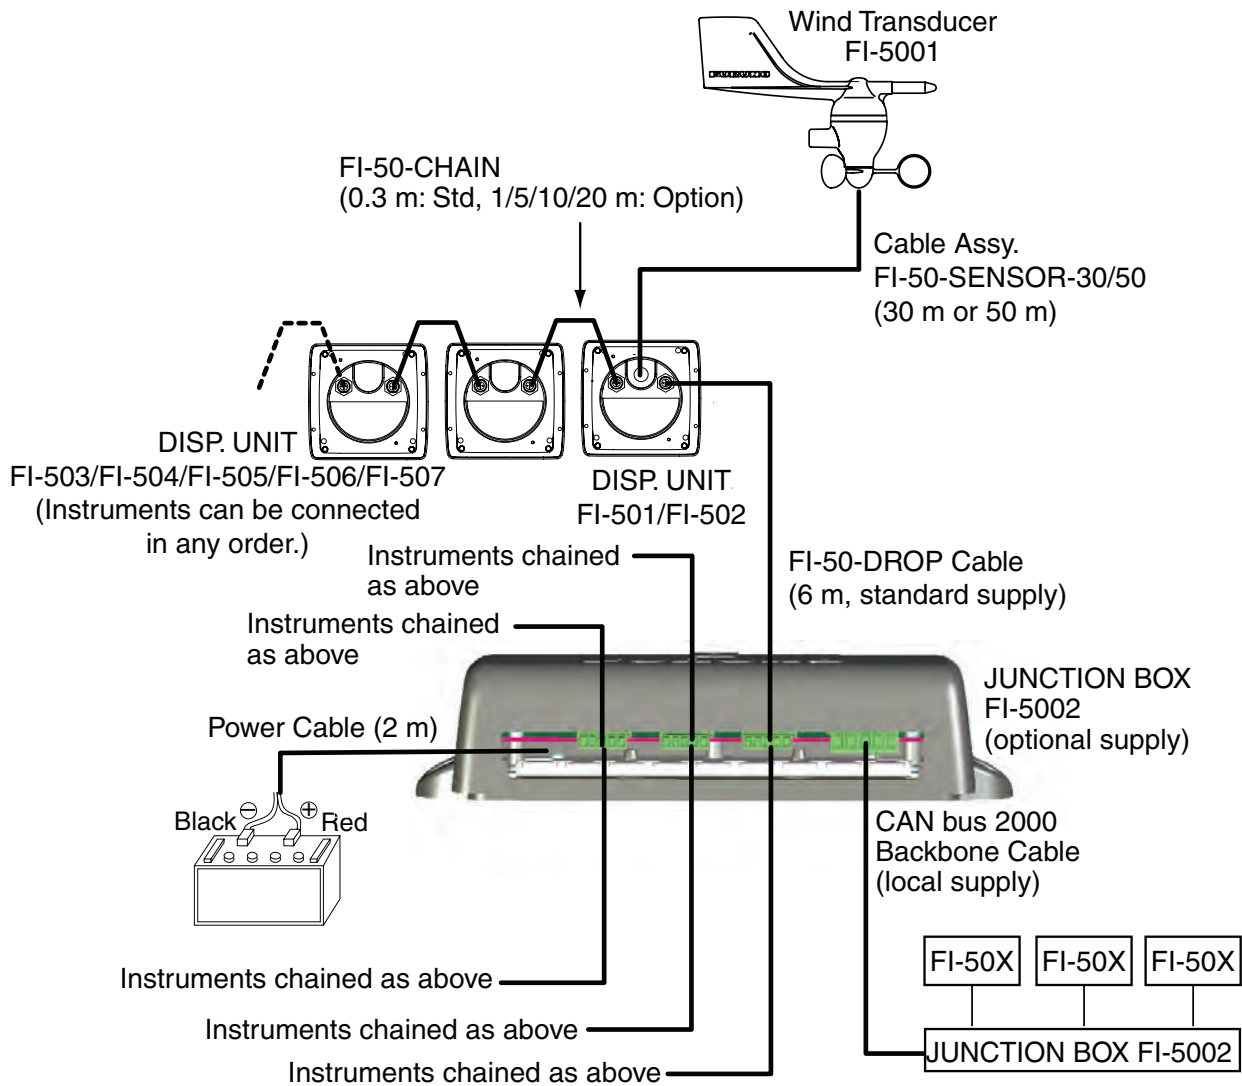 Wind Transducer
FI-5001
FURUNO
FI-50-CHAIN
(0.3 m: Std, 1/5/10/20 m: Option)
Cable Assy.
FI-50-SENSOR-30/50
(30 m or 50 m)
DISP. UNIT
FI-503/FI-504/FI-505/FI-506/FI-507
(Instruments can be connected
in any order.)
DISP. UNIT
FI-501/FI-502
Instruments chained
as above
FI-50-DROP Cable
(6 m, standard supply)
Instruments chained
as above
JUNCTION BOX
FI-5002
(optional supply)
Power Cable (2 m)
Black
Red
CAN bus 2000
Backbone Cable
(local supply)
FI-50X
FI-50X
FI-50X
Instruments chained as above
Instruments chained as above
JUNCTION BOX FI-5002
Instruments chained as above